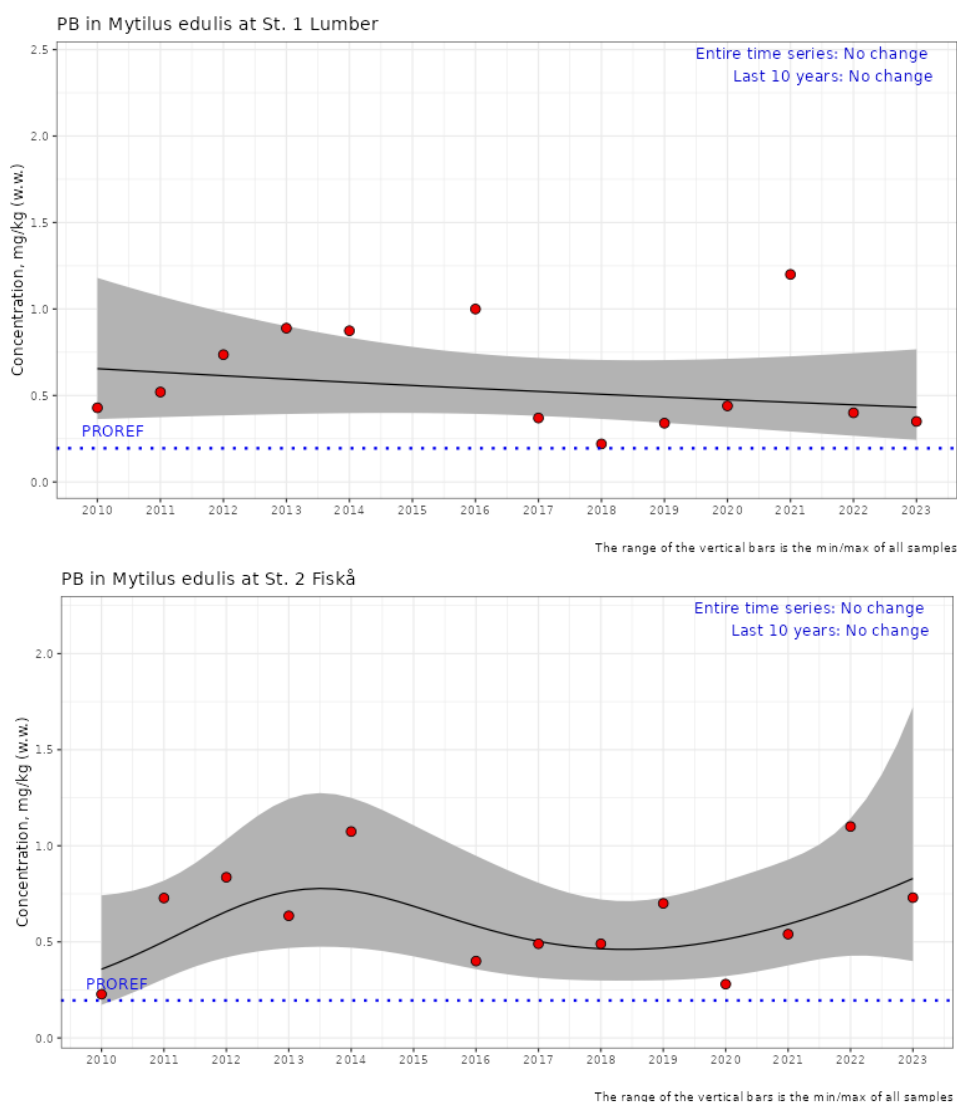 PB in Mytilus edulis at St. 1 Lumber
Entire time series: No change
Last 10 years: No change
Concentration, mg/kg (w.w.)
2.5
2.0
1.5
1.0
0.5
0.0
PROREF
2010 2011 2012 2013 2014 2015 2016 2017 2018 2019 2020 2021 2022 2023
The range of the vertical bars is the min/max of all samples
PB in Mytilus edulis at St. 2 Fiskå
Entire time series: No change
Last 10 years: No change
Concentration, mg/kg (w.w.)
2.0
1.5
1.0
0.5
0.0
PROREF
2010 2011 2012 2013 2014 2015 2016 2017 2018 2019 2020 2021 2022 2023
The range of the vertical bars is the min/max of all samples